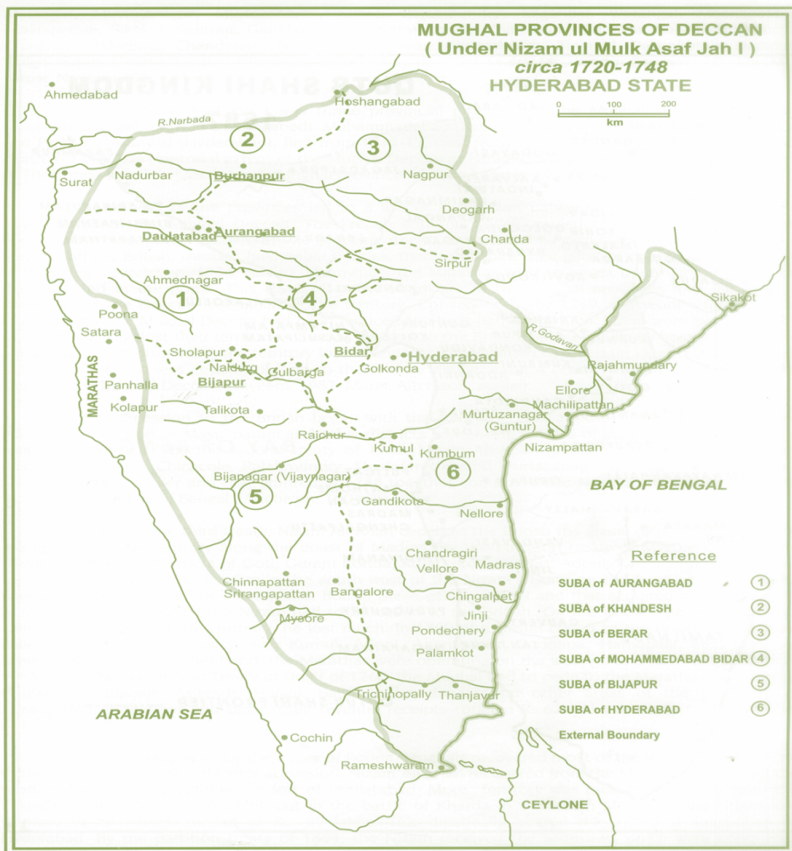 MUGHAL PROVINCES OF DECCAN
( Under Nizam ul Mulk Asaf Jah I )
circa 1720-1748
HYDERABAD STATE
0 100 200
km
Ahmedabad
Hoshangabad
R.Narbada
2
3
Surat
Nadurbar
Burhanpur
Nagpur
Deogarh
Daulatabad
Aurangabad
Chanda
Sirpur
Ahmednagar
1
4
Sikakot
Poona
R.Godavari
Satara
Sholapur
Naldurg
Bidar
Hyderabad
Golkonda
Gulbarga
Rajahmundary
MARATHAS
Panhalla
Bijapur
Kolapur
Talikota
Ellore
Machilipattan
Murtuzanagar
(Guntur)
Raichur
Nizampattan
Kurnul
Kumbum
6
Bijapagar (Vijaynagar)
5
BAY OF BENGAL
Gandikota
Nellore
Chandragiri
Vellore
Madras
Chinnapattan
Srirangapattan
Bangalore
Chingalpet
Mysore
Jinji
Pondechery
Palamkot
Trichinopally
Thanjavur
ARABIAN SEA
Cochin
Rameshwaram
CEYLONE
Reference
SUBA of AURANGABAD 1
SUBA of KHANDESH 2
SUBA of BERAR 3
SUBA of MOHAMMEDABAD BIDAR 4
SUBA of BIJAPUR 5
SUBA of HYDERABAD 6
External Boundary